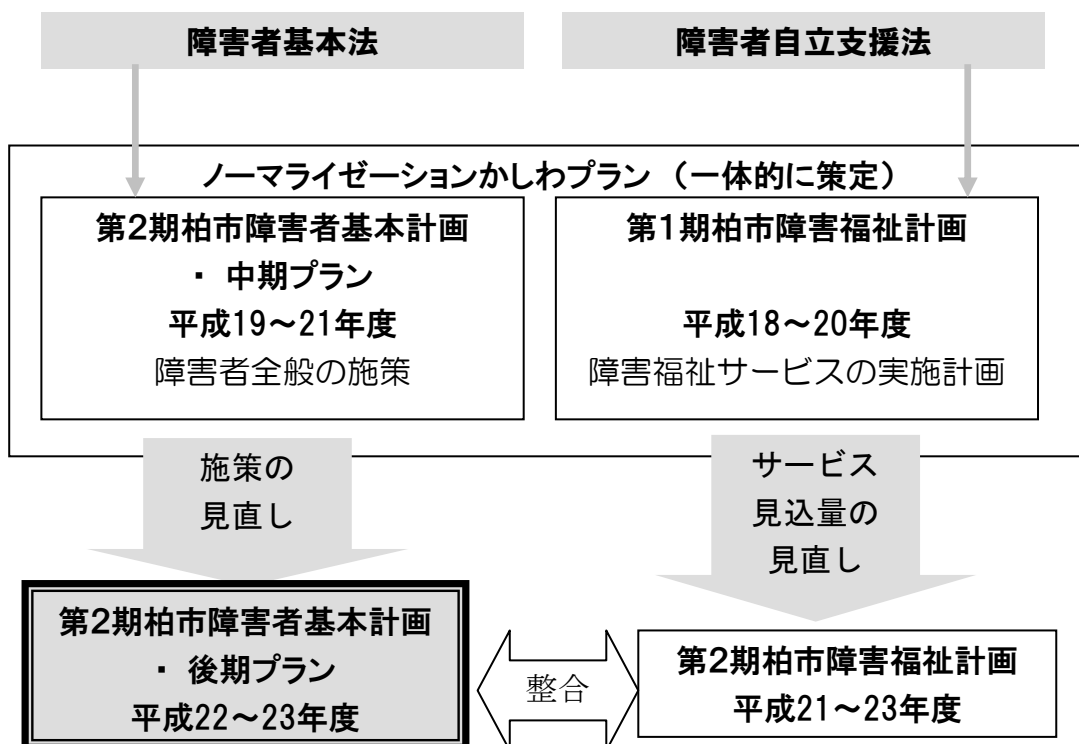 障害者基本法
障害者自立支援法
ノーマライゼーションかしわプラン （一体的に策定）
第2期柏市障害者基本計画
・ 中期プラン
平成19～21年度
障害者全般の施策
第1期柏市障害福祉計画
平成18～20年度
障害福祉サービスの実施計画
施策の
見直し
サービス
見込量の
見直し
第2期柏市障害者基本計画
・ 後期プラン
平成22～23年度
整合
第2期柏市障害福祉計画
平成21～23年度